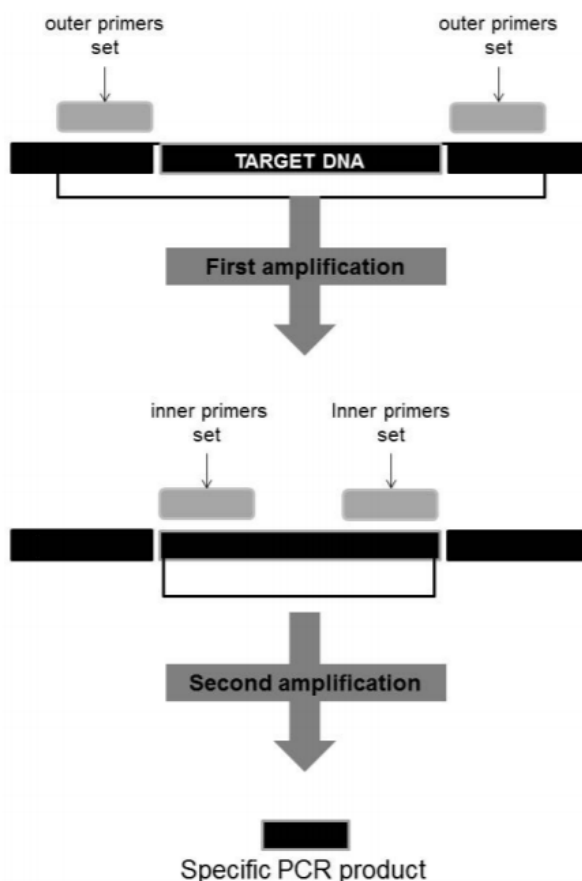 outer primers
set
outer primers
set
TARGET DNA
First amplification
inner primers
set
Inner primers
set
Second amplification
Specific PCR product